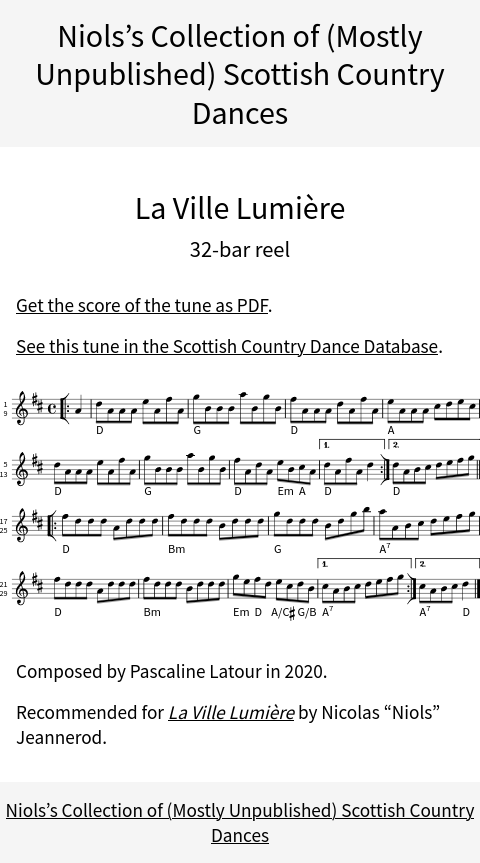 Niols’s Collection of (Mostly
Unpublished) Scottish Country
Dances
La Ville Lumière
32-bar reel
Get the score of the tune as PDF.
See this tune in the Scottish Country Dance Database.
1
9
D G D A
1. 2.
5
13
D G D Em A D D
17
25
D Bm G A7
1. 2.
21
29
D Bm Em D A/C♯ G/B A7 A7 D
Composed by Pascaline Latour in 2020.
Recommended for La Ville Lumière by Nicolas “Niols”
Jeannerod.
Niols’s Collection of (Mostly Unpublished) Scottish Country
Dances